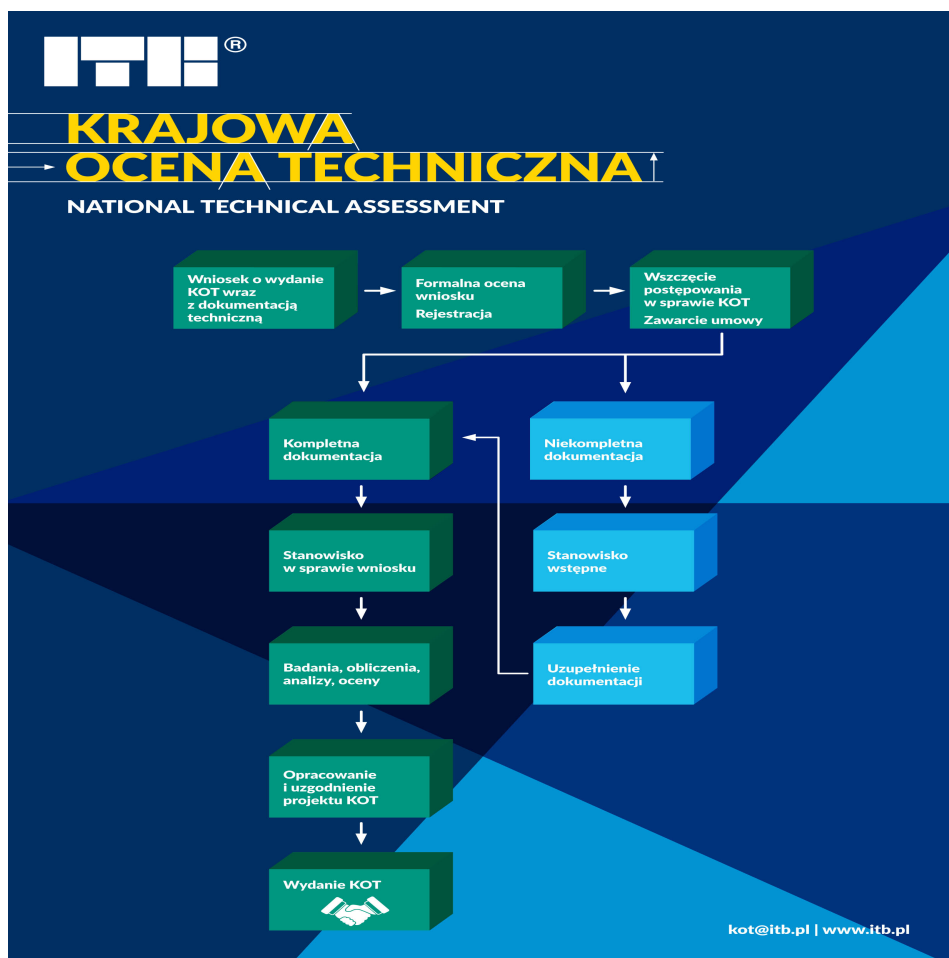 ITB®
KRAJOWA
OCENA TECHNICZNA
NATIONAL TECHNICAL ASSESSMENT
Wniosek o wydanie
KOT wraz
z dokumentacją
techniczną
Formalna ocena
wniosku
Rejestracja
Wszczęcie
postępowania
w sprawie KOT
Zawarcie umowy
Kompletna
dokumentacja
Niekompletna
dokumentacja
Stanowisko
w sprawie wniosku
Stanowisko
wstępne
Badania, obliczenia,
analizy, oceny
Uzupełnienie
dokumentacji
Opracowanie
i uzgodnienie
projektu KOT
Wydanie KOT
kot@itb.pl | www.itb.pl